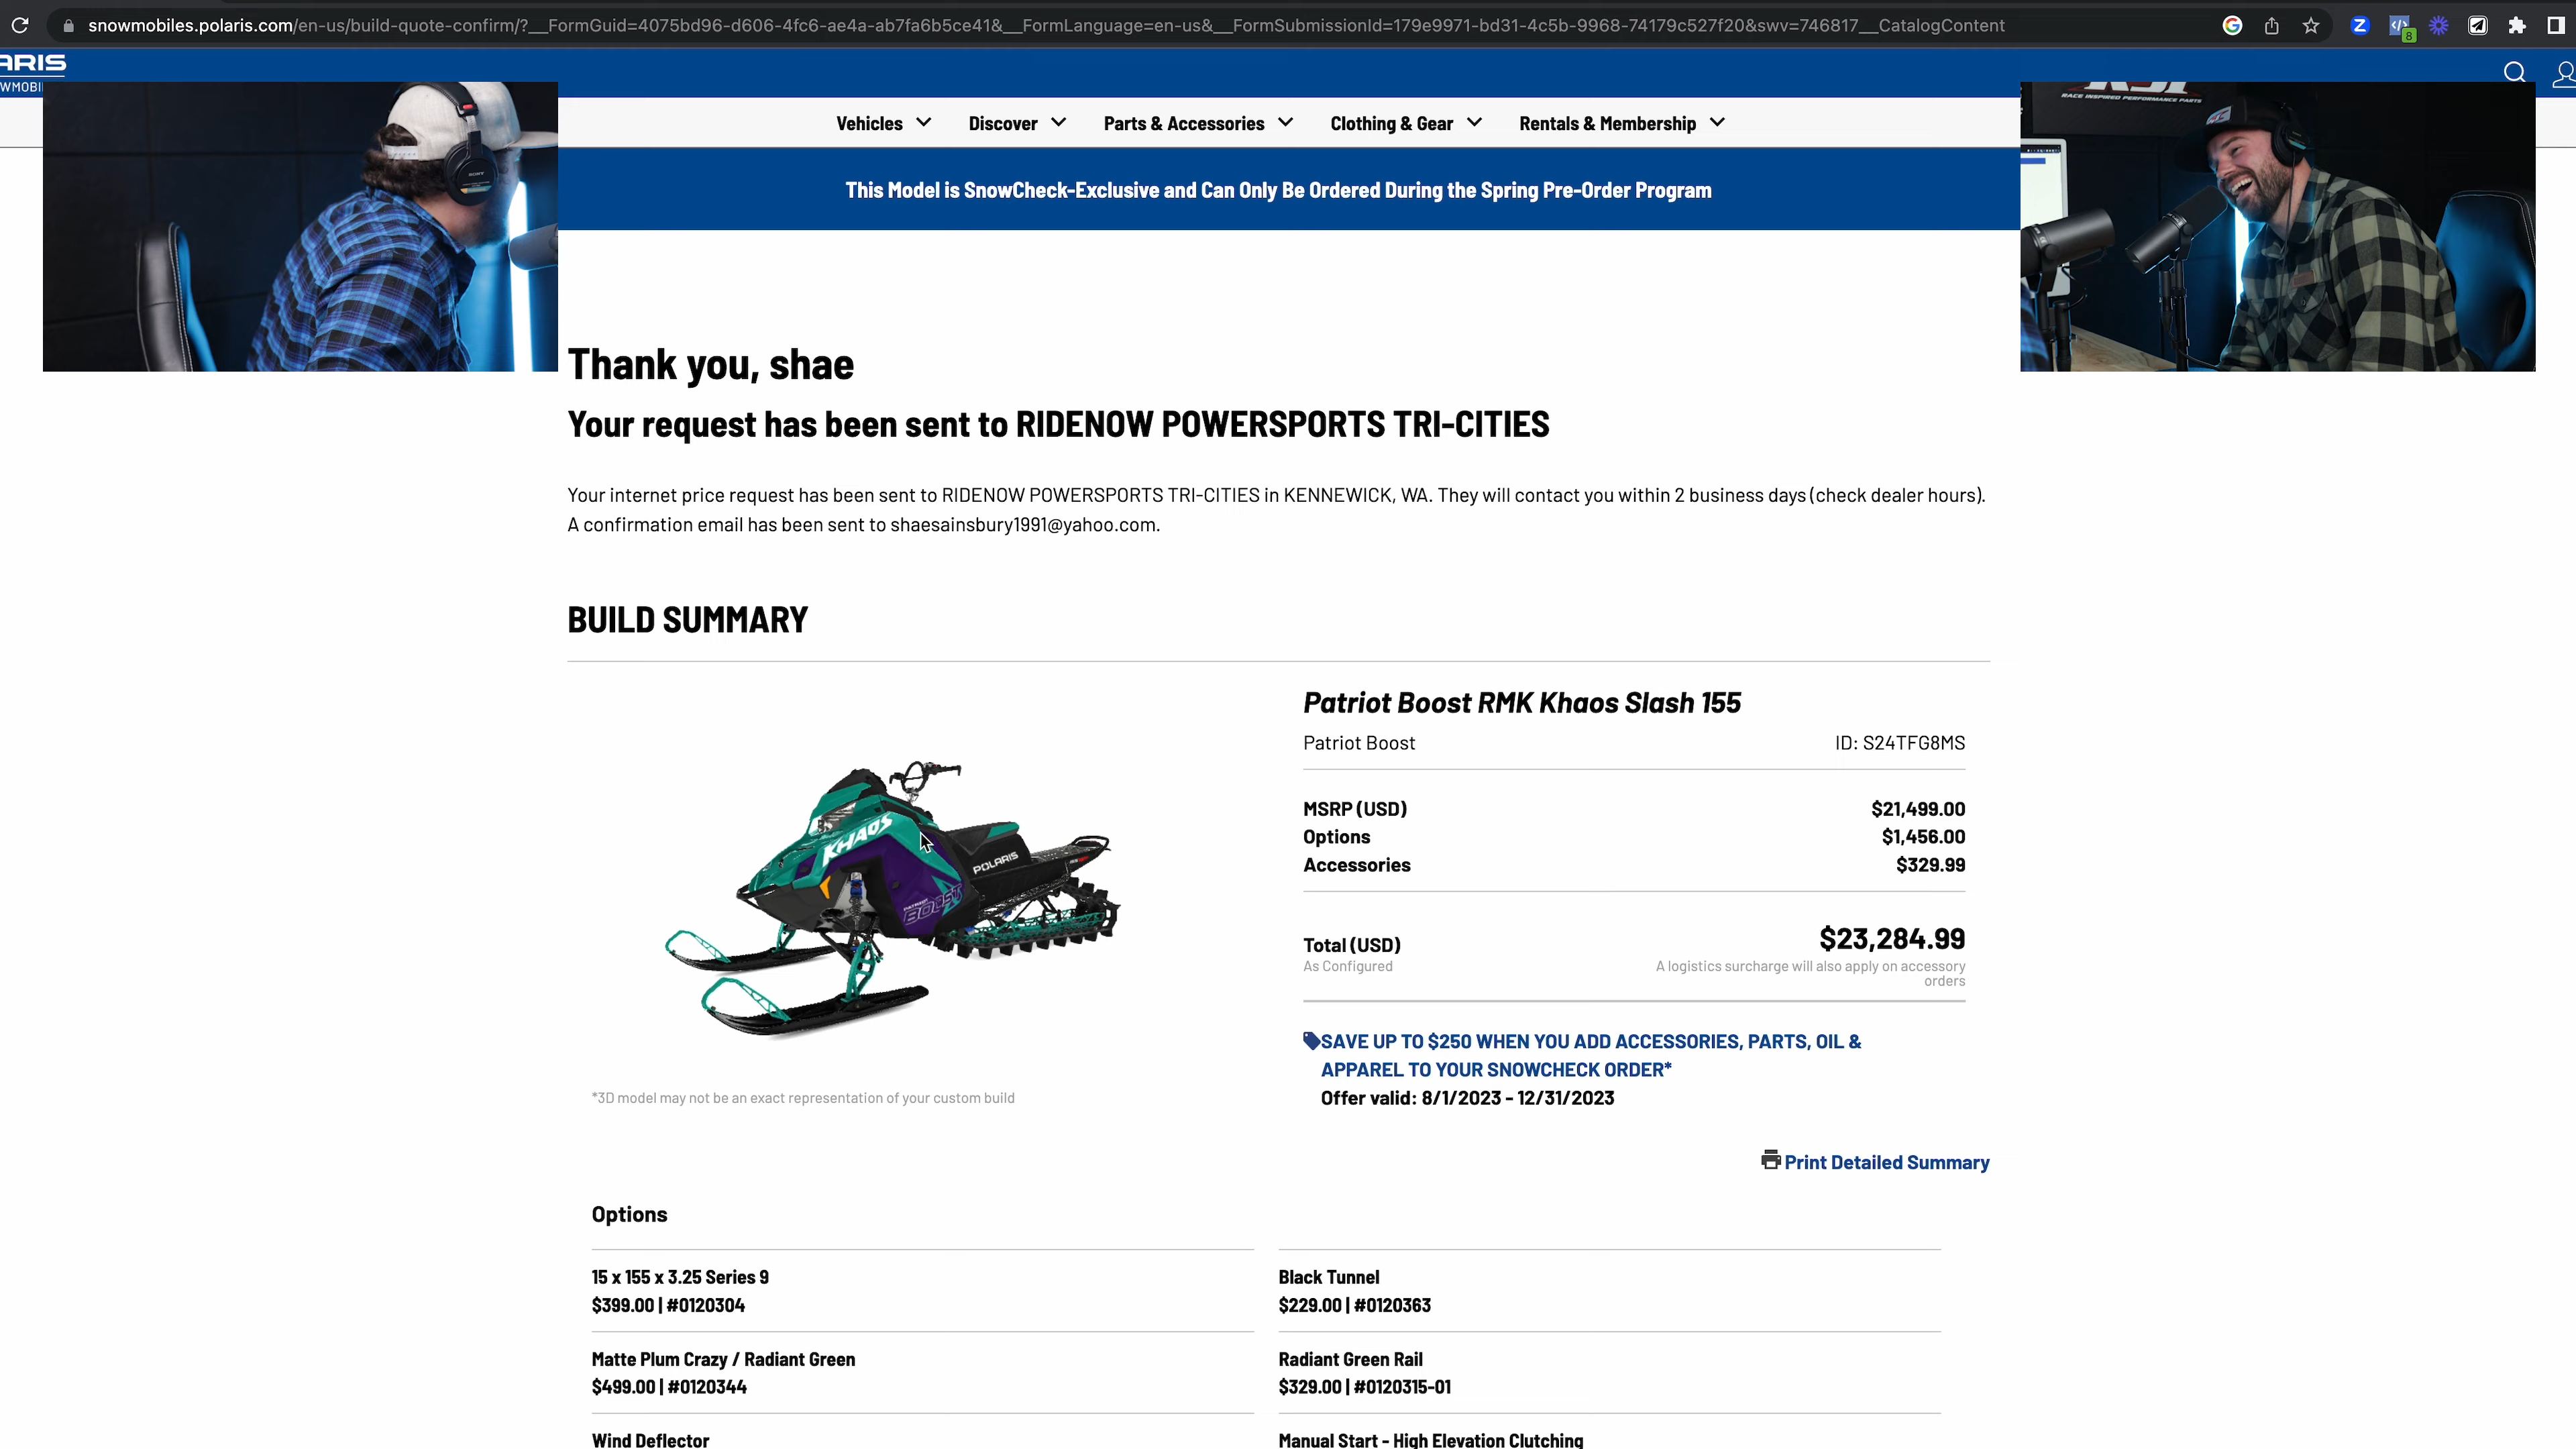 snowmobiles.polaris.com/en-us/build-quote-confirm/?__FormGuid=4075bd96-d606-4fc6-ae4a-ab7fa6b5ce41&__FormLanguage=en-us&__FormSubmissionId=179e9971-bd31-4c5b-9968-74179c527f20&swv=746817__CatalogContent
8
ARIS
WMOBI
RACE INSPIRED PERFORMANCE PARTS
SONY
Vehicles Discover Parts & Accessories Clothing & Gear Rentals & Membership
This Model is SnowCheck-Exclusive and Can Only Be Ordered During the Spring Pre-Order Program
Thank you, shae
Your request has been sent to RIDENOW POWERSPORTS TRI-CITIES
Your internet price request has been sent to RIDENOW POWERSPORTS TRI-CITIES in KENNEWICK, WA. They will contact you within 2 business days (check dealer hours).
A confirmation email has been sent to shaesainsbury1991@yahoo.com.
BUILD SUMMARY
KHAOS
POLARIS
PATRIOT
BOOST
*3D model may not be an exact representation of your custom build
Patriot Boost RMK Khaos Slash 155
Patriot Boost ID: S24TFG8MS
MSRP (USD) $21,499.00
Options $1,456.00
Accessories $329.99
Total (USD) $23,284.99
As Configured A logistics surcharge will also apply on accessory
orders
SAVE UP TO $250 WHEN YOU ADD ACCESSORIES, PARTS, OIL &
APPAREL TO YOUR SNOWCHECK ORDER*
Offer valid: 8/1/2023 - 12/31/2023
Print Detailed Summary
Options
15 x 155 x 3.25 Series 9
$399.00 | #0120304
Black Tunnel
$229.00 | #0120363
Matte Plum Crazy / Radiant Green
$499.00 | #0120344
Radiant Green Rail
$329.00 | #0120315-01
Wind Deflector
Manual Start - High Elevation Clutching